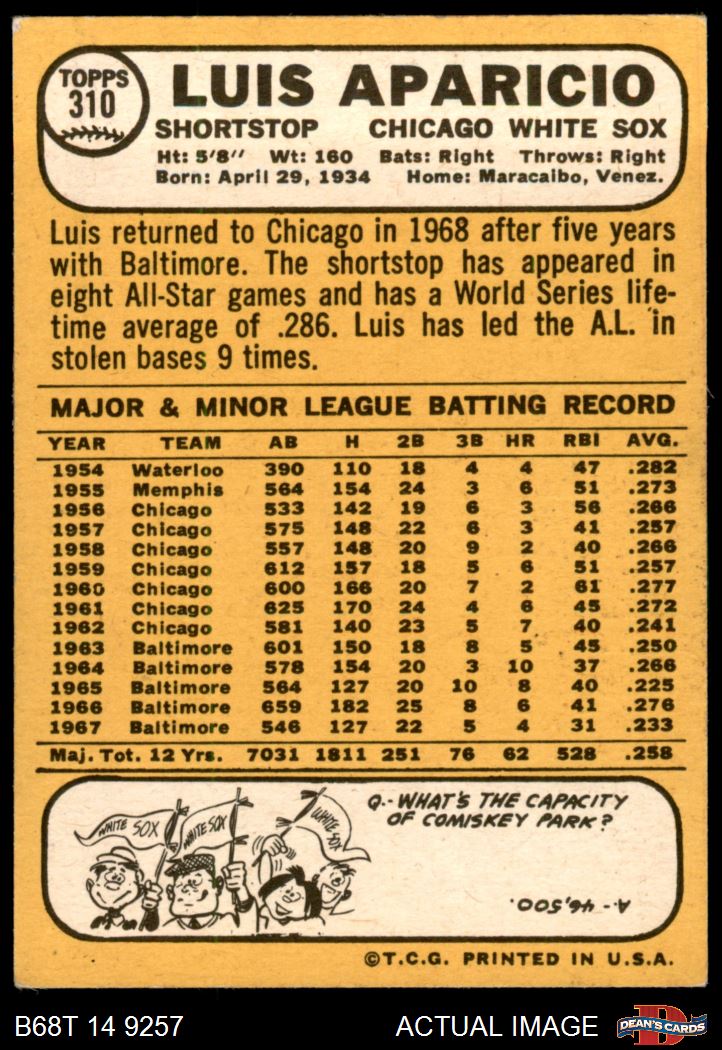 TOPPS
310
LUIS APARICIO
SHORTSTOP CHICAGO WHITE SOX
Ht: 5'8'' Wt: 160 Bats: Right Throws: Right
Born: April 29, 1934 Home: Maracaibo, Venez.
Luis returned to Chicago in 1968 after five years
with Baltimore. The shortstop has appeared in
eight All-Star games and has a World Series life-
time average of .286. Luis has led the A.L. in
stolen bases 9 times.
MAJOR & MINOR LEAGUE BATTING RECORD
YEAR TEAM AB H 2B 3B HR RBI AVG.
1954 Waterloo 390 110 18 4 4 47 .282
1955 Memphis 564 154 24 3 6 51 .273
1956 Chicago 533 142 19 6 3 56 .266
1957 Chicago 575 148 22 6 3 41 .257
1958 Chicago 557 148 20 9 2 40 .266
1959 Chicago 612 157 18 5 6 51 .257
1960 Chicago 600 166 20 7 2 61 .277
1961 Chicago 625 170 24 4 6 45 .272
1962 Chicago 581 140 23 5 7 40 .241
1963 Baltimore 601 150 18 8 5 45 .250
1964 Baltimore 578 154 20 3 10 37 .266
1965 Baltimore 564 127 20 10 8 40 .225
1966 Baltimore 659 182 25 8 6 41 .276
1967 Baltimore 546 127 22 5 4 31 .233
Maj. Tot. 12 Yrs. 7031 1811 251 76 62 528 .258
WHITE SOX
WHITE SOX
WHITE SOX
Q.-WHAT'S THE CAPACITY
OF COMISKEY PARK?
A.-46,500.
©T.C.G. PRINTED IN U.S.A.
B68T 14 9257 ACTUAL IMAGE
D
DEAN'S CARDS